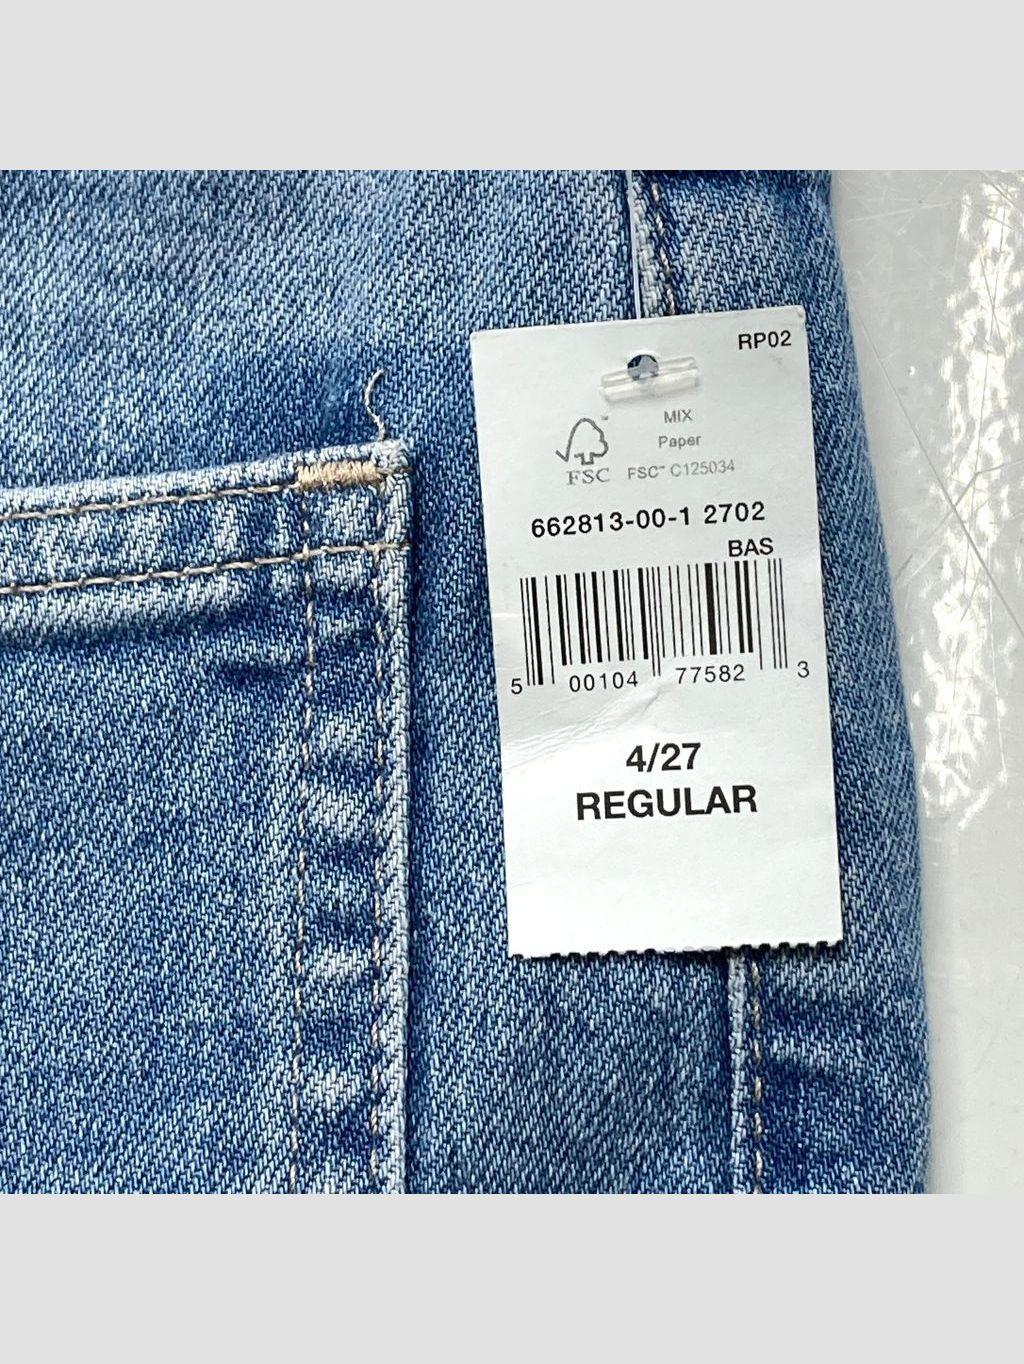 RP02
MIX
Paper
FSC™ C125034
FSC
662813-00-1 2702
BAS
5 00104 77582 3
4/27
REGULAR